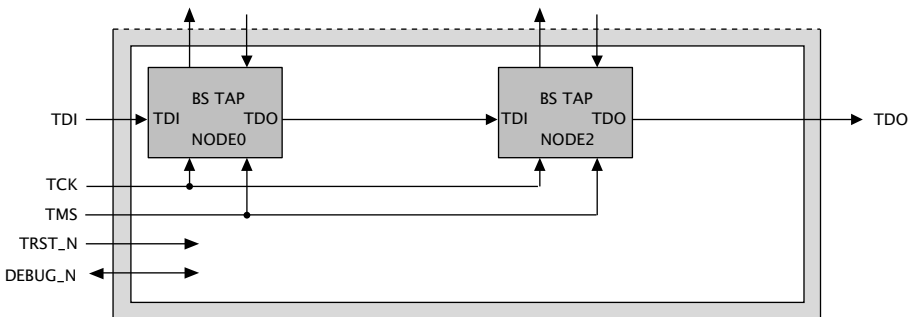 BS TAP
BS TAP
TDI
TDI
TDO
TDI
TDO
TDO
NODE0
NODE2
TCK
TMS
TRST_N
DEBUG_N